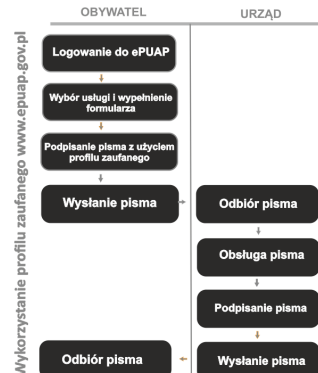 OBYWATEL
URZĄD
Wykorzystanie profilu zaufanego www.epuap.gov.pl
Logowanie do ePUAP
Wybór usługi i wypełnienie
formularza
Podpisanie pisma z użyciem
profilu zaufanego
Wysłanie pisma
Odbiór pisma
Obsługa pisma
Podpisanie pisma
Wysłanie pisma
Odbiór pisma